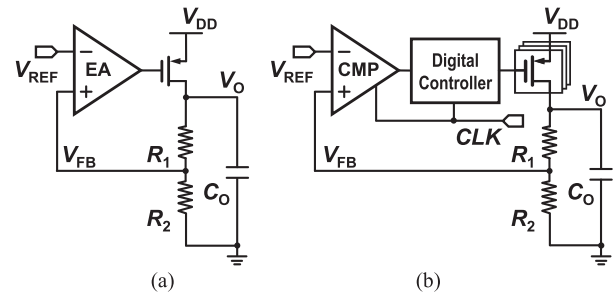 V_DD
V_REF
−
EA
+
V_O
V_FB
R_1
R_2
C_O
(a)
V_DD
V_REF
−
CMP
+
Digital
Controller
V_O
CLK
V_FB
R_1
R_2
C_O
(b)